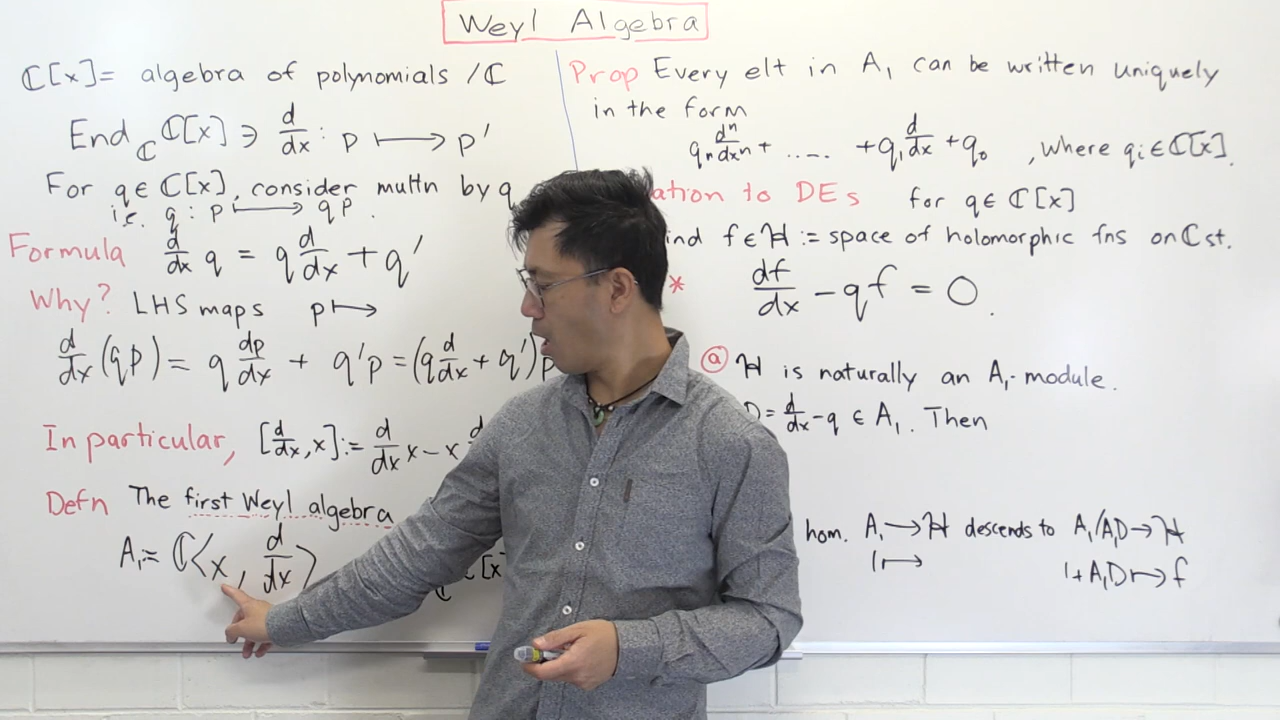 Weyl Algebra
ℂ[x] = algebra of polynomials /ℂ
End_ℂ ℂ[x] ∋ d/dx : p ⟼ p'
For q ∈ ℂ[x], consider multn by q
i.e. q : p ⟼ qp.
Formula d/dx q = q d/dx + q'
Why? LHS maps p ⟼
d/dx (qp) = q dp/dx + q'p = (q d/dx + q')p
In particular, [d/dx, x] := d/dx x − x
Defn The first Weyl algebra
A₁ := ℂ⟨x, d/dx⟩
[x]
Prop Every elt in A₁ can be written uniquely
in the form
qₙ dⁿ/dxⁿ + ..... + q₁ d/dx + q₀, where qᵢ ∈ ℂ[x].
to DEs for q ∈ ℂ[x]
f ∈ H := space of holomorphic fns on ℂ st.
* df/dx − qf = 0.
(a) H is naturally an A₁-module.
D = d/dx − q ∈ A₁. Then
hom. A₁ ⟶ H descends to A₁/A₁D → H
1 ⟼ 1 + A₁D ⟼ f